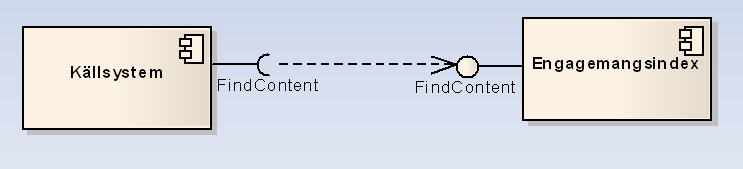 Källsystem
FindContent
FindContent
Engagemangsindex